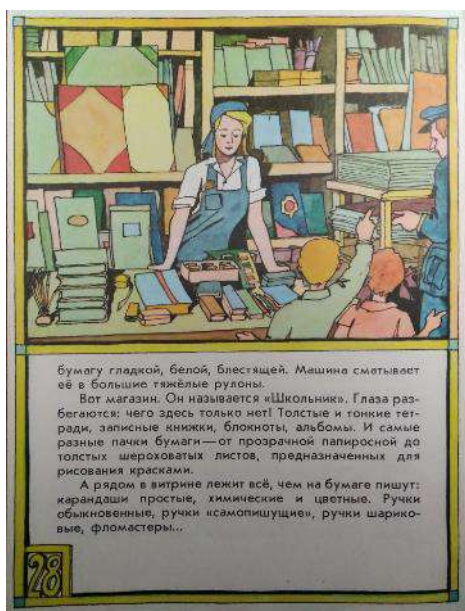 бумагу гладкой, белой, блестящей. Машина сматывает
её в большие тяжёлые рулоны.
Вот магазин. Он называется «Школьник». Глаза раз-
бегаются: чего здесь только нет! Толстые и тонкие тет-
ради, записные книжки, блокноты, альбомы. И самые
разные пачки бумаги—от прозрачной папиросной до
толстых шероховатых листов, предназначенных для
рисования красками.
А рядом в витрине лежит всё, чем на бумаге пишут:
карандаши простые, химические и цветные. Ручки
обыкновенные, ручки «самопишущие», ручки шарико-
вые, фломастеры...
28